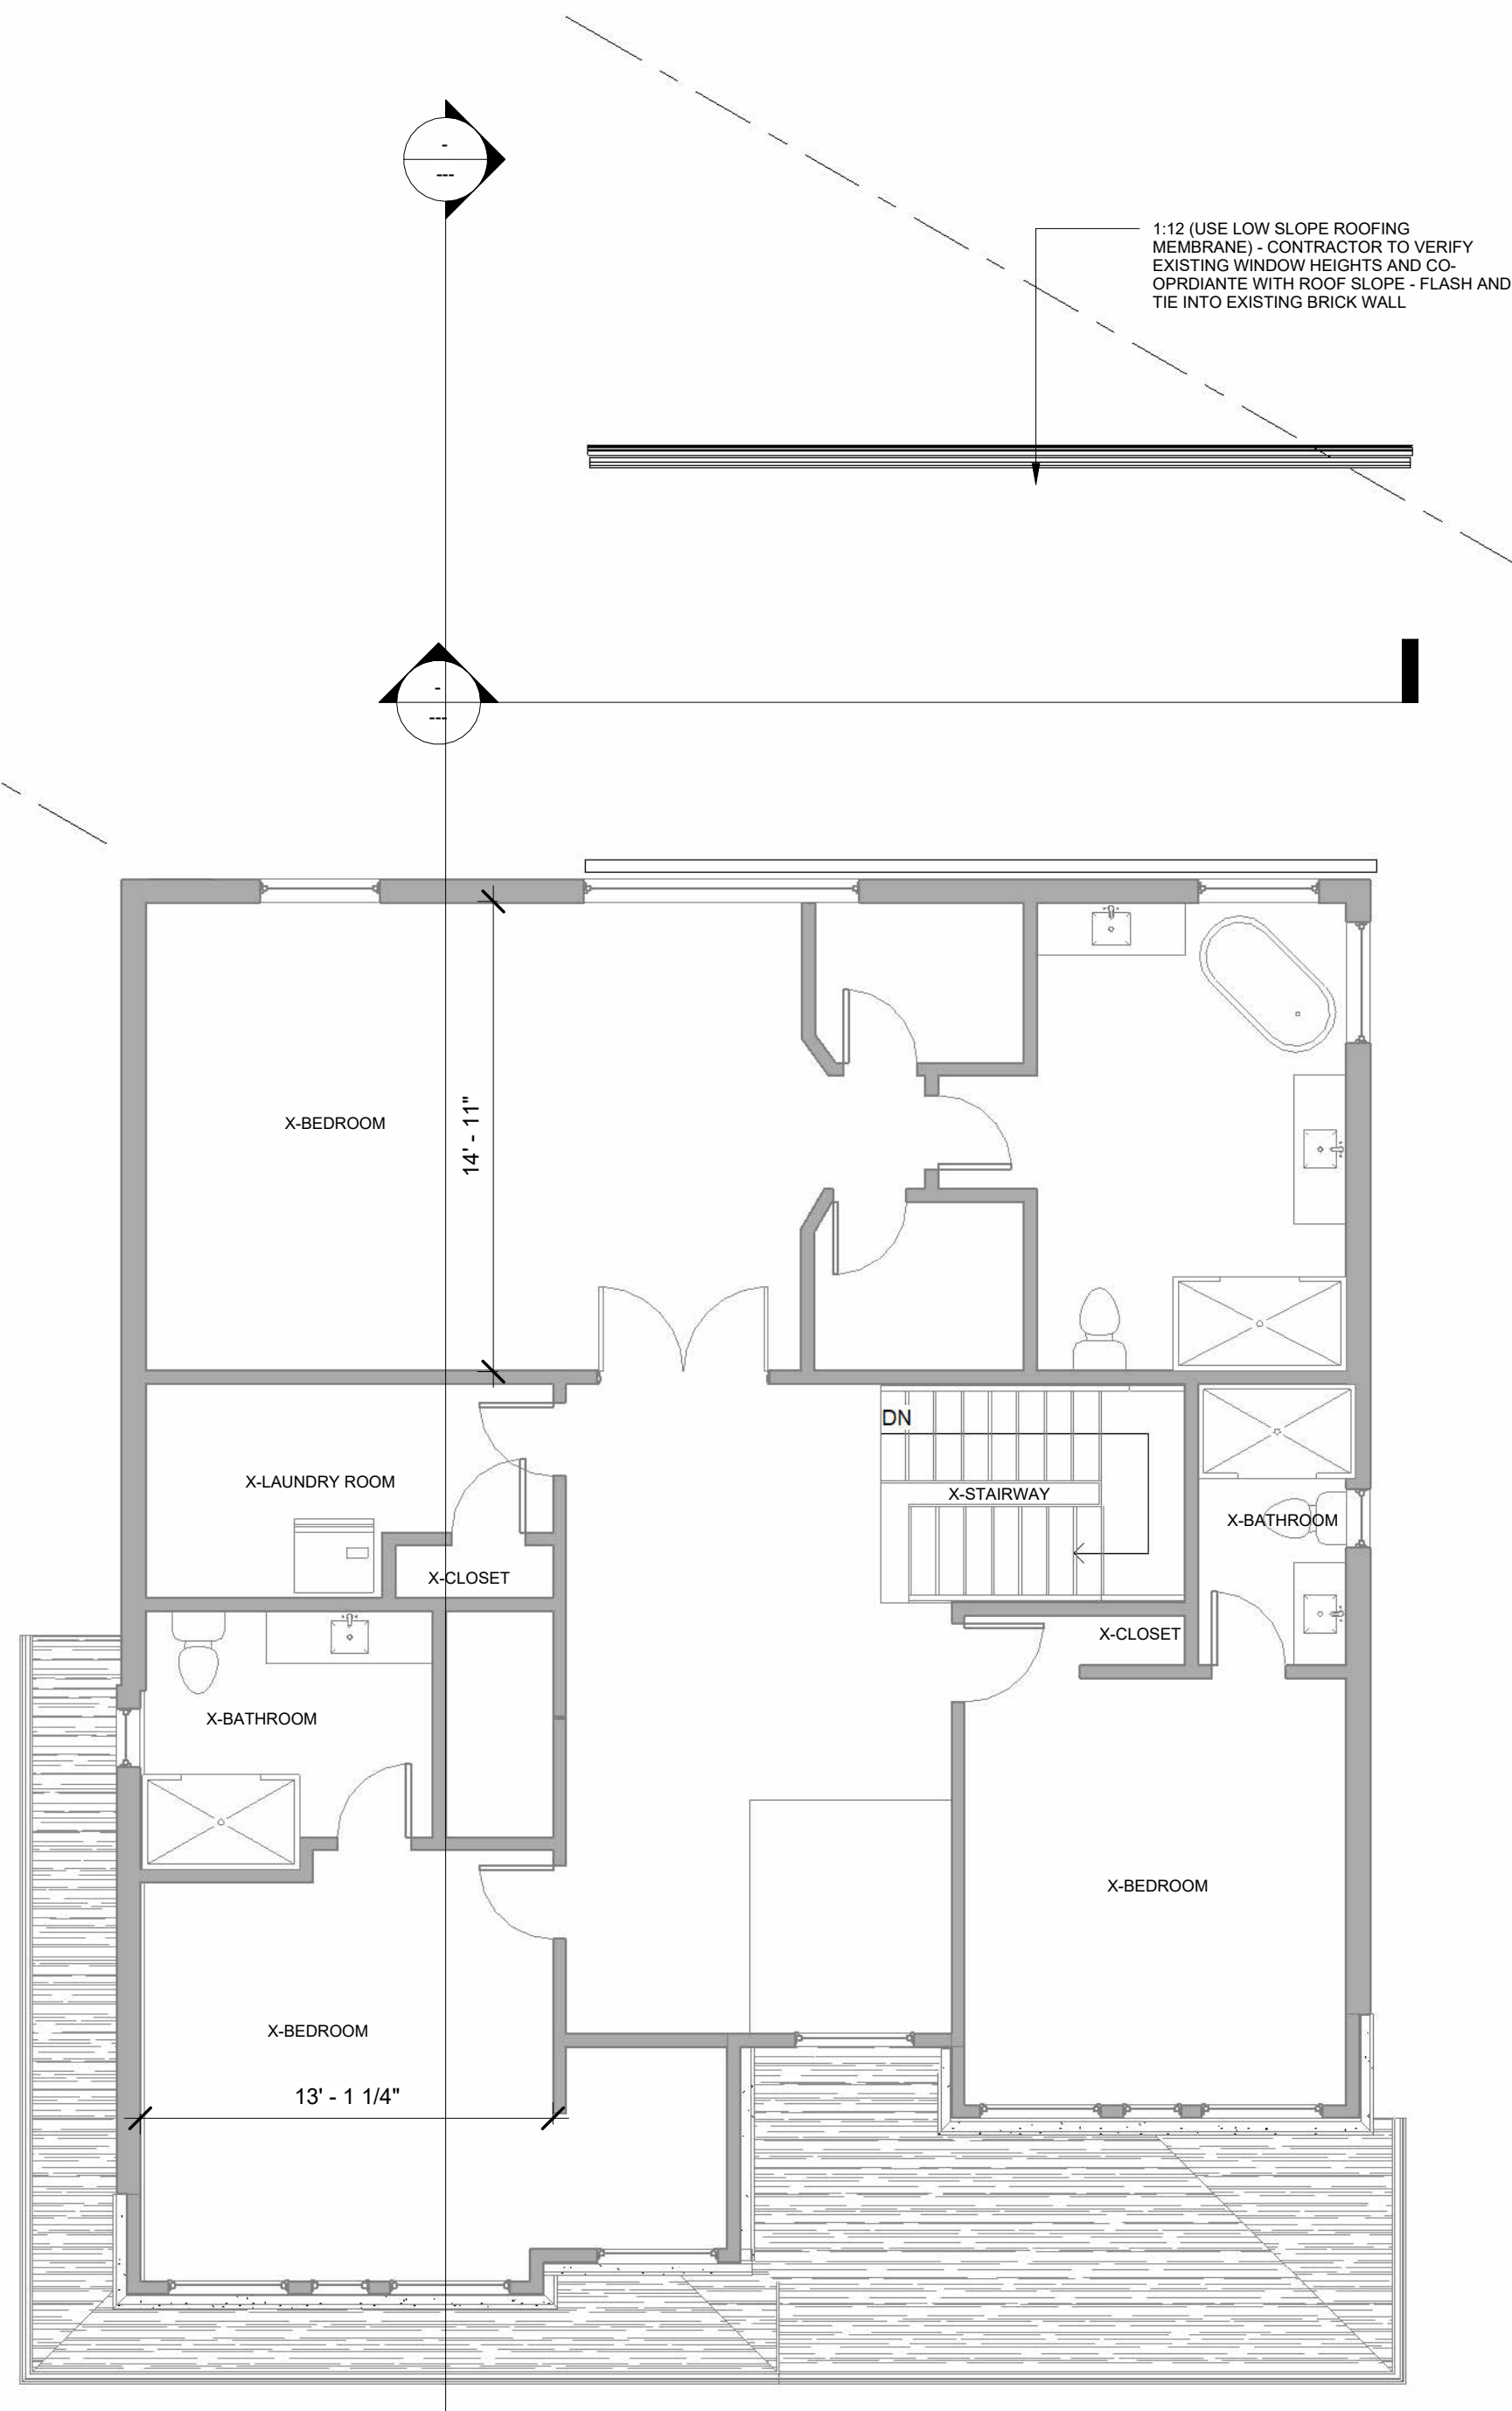 -
---
1:12 (USE LOW SLOPE ROOFING
MEMBRANE) - CONTRACTOR TO VERIFY
EXISTING WINDOW HEIGHTS AND CO-
OPRDIANTE WITH ROOF SLOPE - FLASH AND
TIE INTO EXISTING BRICK WALL
-
---
X-BEDROOM
14' - 11"
DN
X-LAUNDRY ROOM
X-STAIRWAY
X-BATHROOM
X-CLOSET
X-CLOSET
X-BATHROOM
X-BEDROOM
X-BEDROOM
13' - 1 1/4"